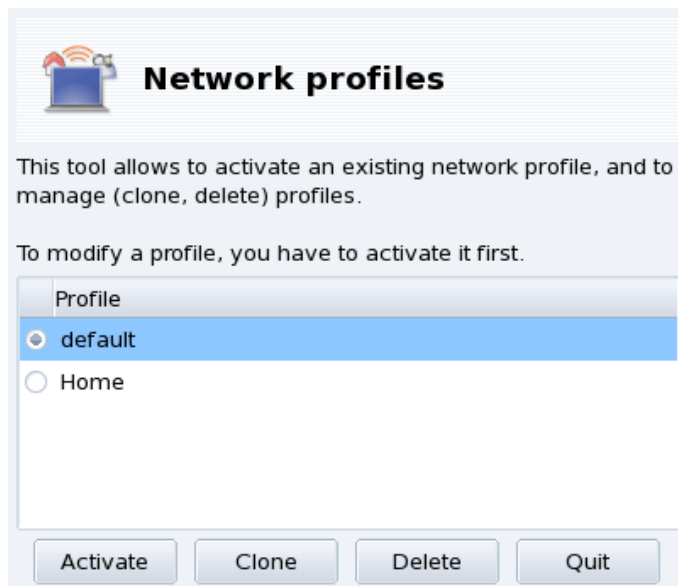 Network profiles
This tool allows to activate an existing network profile, and to
manage (clone, delete) profiles.
To modify a profile, you have to activate it first.
Profile
default
Home
Activate Clone Delete Quit